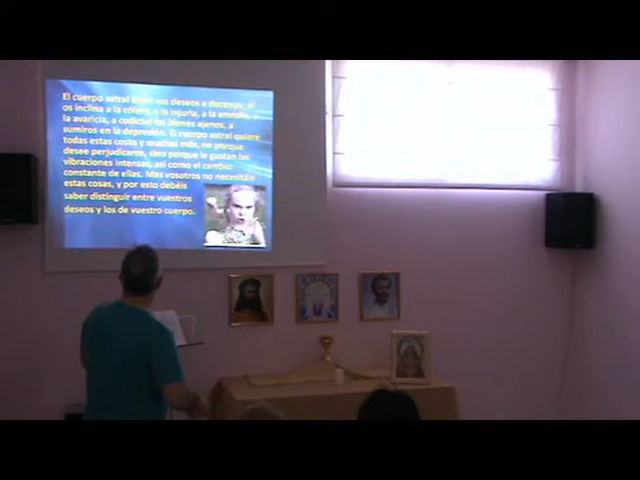 El cuerpo astral tiene sus deseos a docenas, él
os inclina a la cólera, a la injuria, a la envidia, a
la avaricia, a codiciar los bienes ajenos, a
sumiros en la depresión. El cuerpo astral quiere
todas estas cosas y muchas más, no porque
desee perjudicaros, sino porque le gustan las
vibraciones intensas, así como el cambio
constante de ellas. Mas vosotros no necesitáis
estas cosas, y por esto debéis
saber distinguir entre vuestros
deseos y los de vuestro cuerpo.